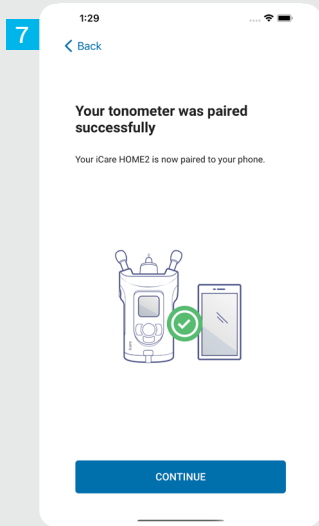 7
1:29
Back
Your tonometer was paired
successfully
Your iCare HOME2 is now paired to your phone.
CONTINUE